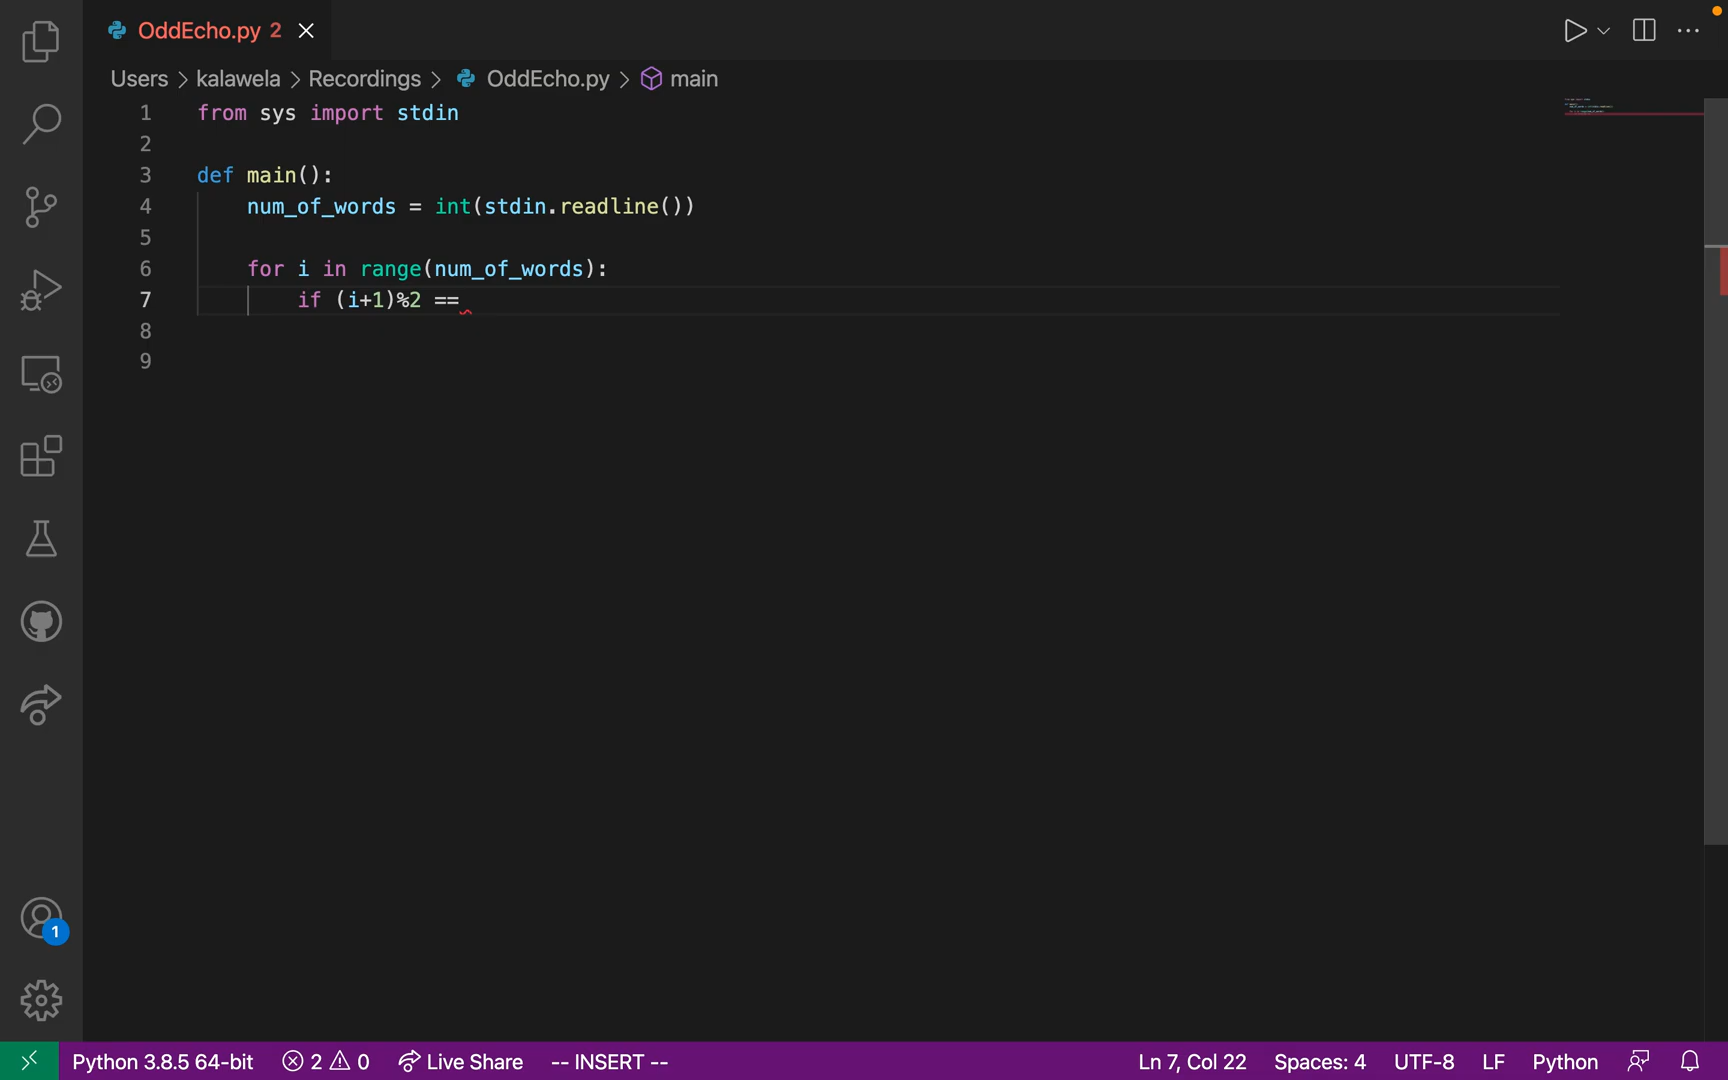 OddEcho.py 2
Users > kalawela > Recordings > OddEcho.py > main
1 from sys import stdin
2
3 def main():
4 num_of_words = int(stdin.readline())
5
6 for i in range(num_of_words):
7 if (i+1)%2 ==
8
9
1
Python 3.8.5 64-bit 2 0 Live Share -- INSERT -- Ln 7, Col 22 Spaces: 4 UTF-8 LF Python